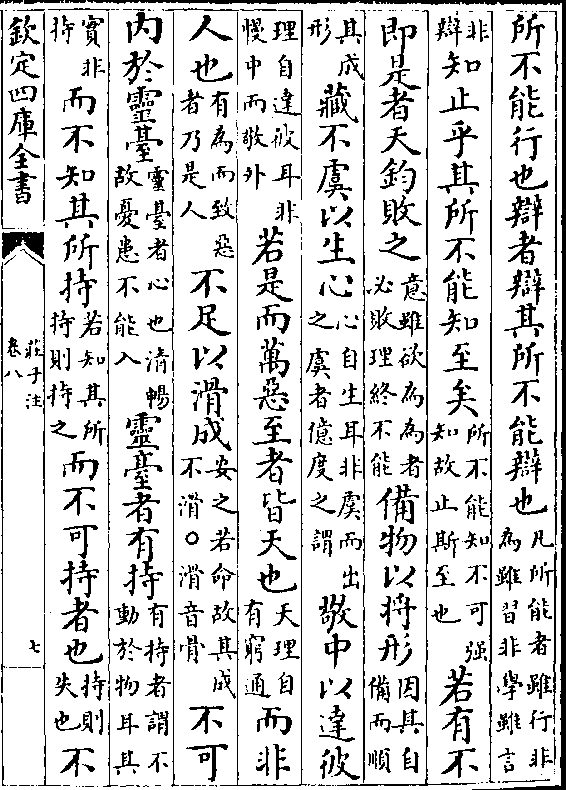 所不能行也辯者辯其所不能辯也凡所能者雖行非為雖習非學雖言
非辯知止乎其所不能知至矣所不能知不可强知故止斯至也若有不
即是者天鈞敗之意雖欲為為者必敗理終不能備物以將形因其自備而順
其成形藏不虞以生心心自生耳非虞而出之虞者億度之謂敬中以達彼
理自達彼耳非慢中而敬外若是而萬惡至者皆天也天理自有窮通而非
人也有為而致惡者乃是人不足以滑成安之若命故其成不滑○滑音骨不可
內於靈臺靈臺者心也清暢故憂患不能入靈臺者有持有持者謂不動於物耳其
實非持而不知其所持若知其所持則持之而不可持者也持則失也不
欽定四庫全書
莊子注
卷八
七